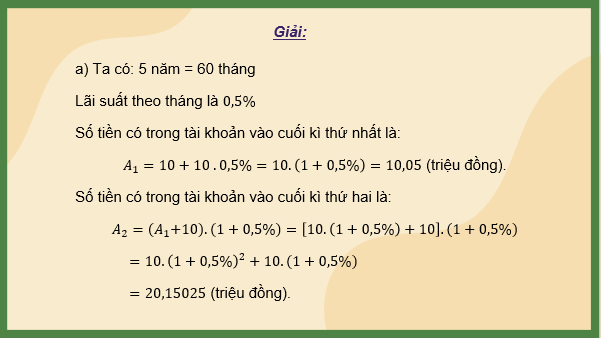 Giải:
a) Ta có: 5 năm = 60 tháng
Lãi suất theo tháng là 0,5%
Số tiền có trong tài khoản vào cuối kì thứ nhất là:
A₁ = 10 + 10 . 0,5% = 10. (1 + 0,5%) = 10,05 (triệu đồng).
Số tiền có trong tài khoản vào cuối kì thứ hai là:
A₂ = (A₁+10). (1 + 0,5%) = [10. (1 + 0,5%) + 10]. (1 + 0,5%)
= 10. (1 + 0,5%)² + 10. (1 + 0,5%)
= 20,15025 (triệu đồng).